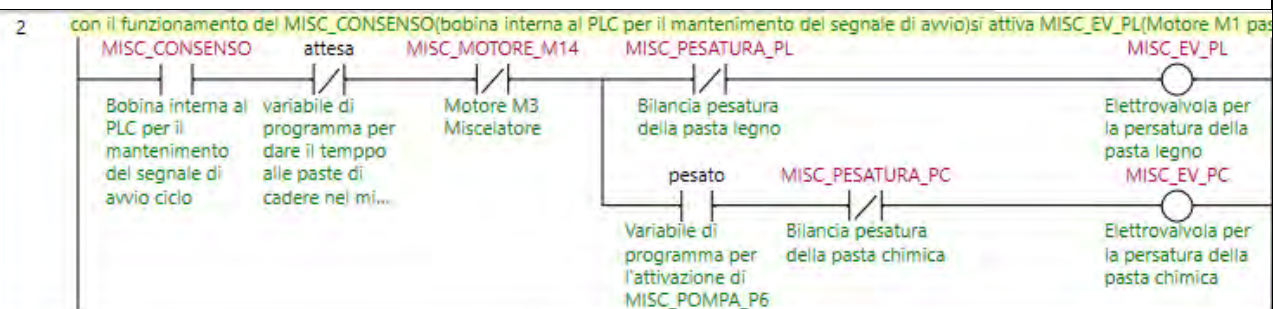 2
con il funzionamento del MISC_CONSENSO(bobina interna al PLC per il mantenimento del segnale di avvio)si attiva MISC_EV_PL(Motore M1 pas
MISC_CONSENSO attesa MISC_MOTORE_M14 MISC_PESATURA_PL MISC_EV_PL
Bobina interna al
PLC per il
mantenimento
del segnale di
avvio ciclo
variabile di
programma per
dare il temppo
alle paste di
cadere nel mi...
Motore M3
Miscelatore
Bilancia pesatura
della pasta legno
Elettrovalvola per
la persatura della
pasta legno
pesato MISC_PESATURA_PC MISC_EV_PC
Variabile di
programma per
l'attivazione di
MISC_POMPA_P6
Bilancia pesatura
della pasta chimica
Elettrovalvola per
la persatura della
pasta chimica